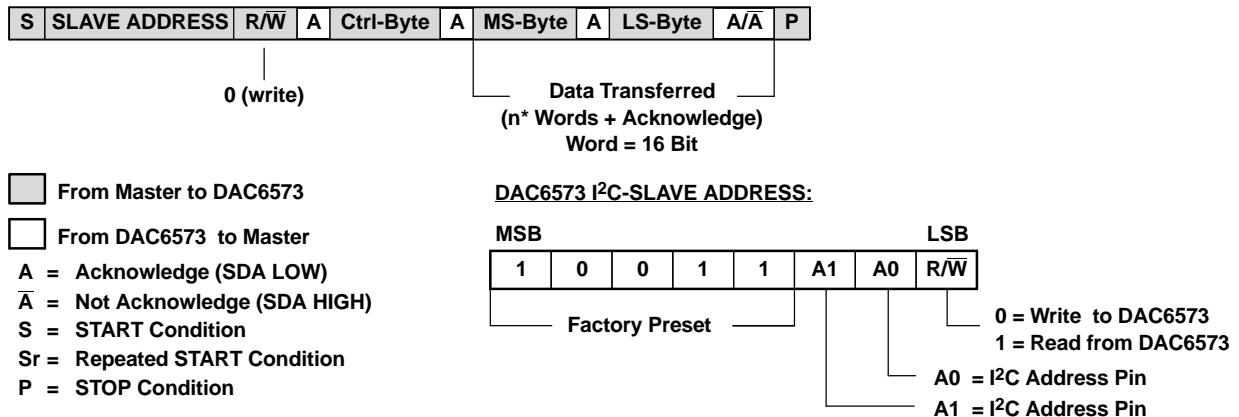 S SLAVE ADDRESS R/W̅ A Ctrl-Byte A MS-Byte A LS-Byte A/A̅ P
0 (write)
Data Transferred
(n* Words + Acknowledge)
Word = 16 Bit
From Master to DAC6573
From DAC6573 to Master
A = Acknowledge (SDA LOW)
A̅ = Not Acknowledge (SDA HIGH)
S = START Condition
Sr = Repeated START Condition
P = STOP Condition
DAC6573 I²C-SLAVE ADDRESS:
MSB LSB
1 0 0 1 1 A1 A0 R/W̅
Factory Preset
0 = Write to DAC6573
1 = Read from DAC6573
A0 = I²C Address Pin
A1 = I²C Address Pin